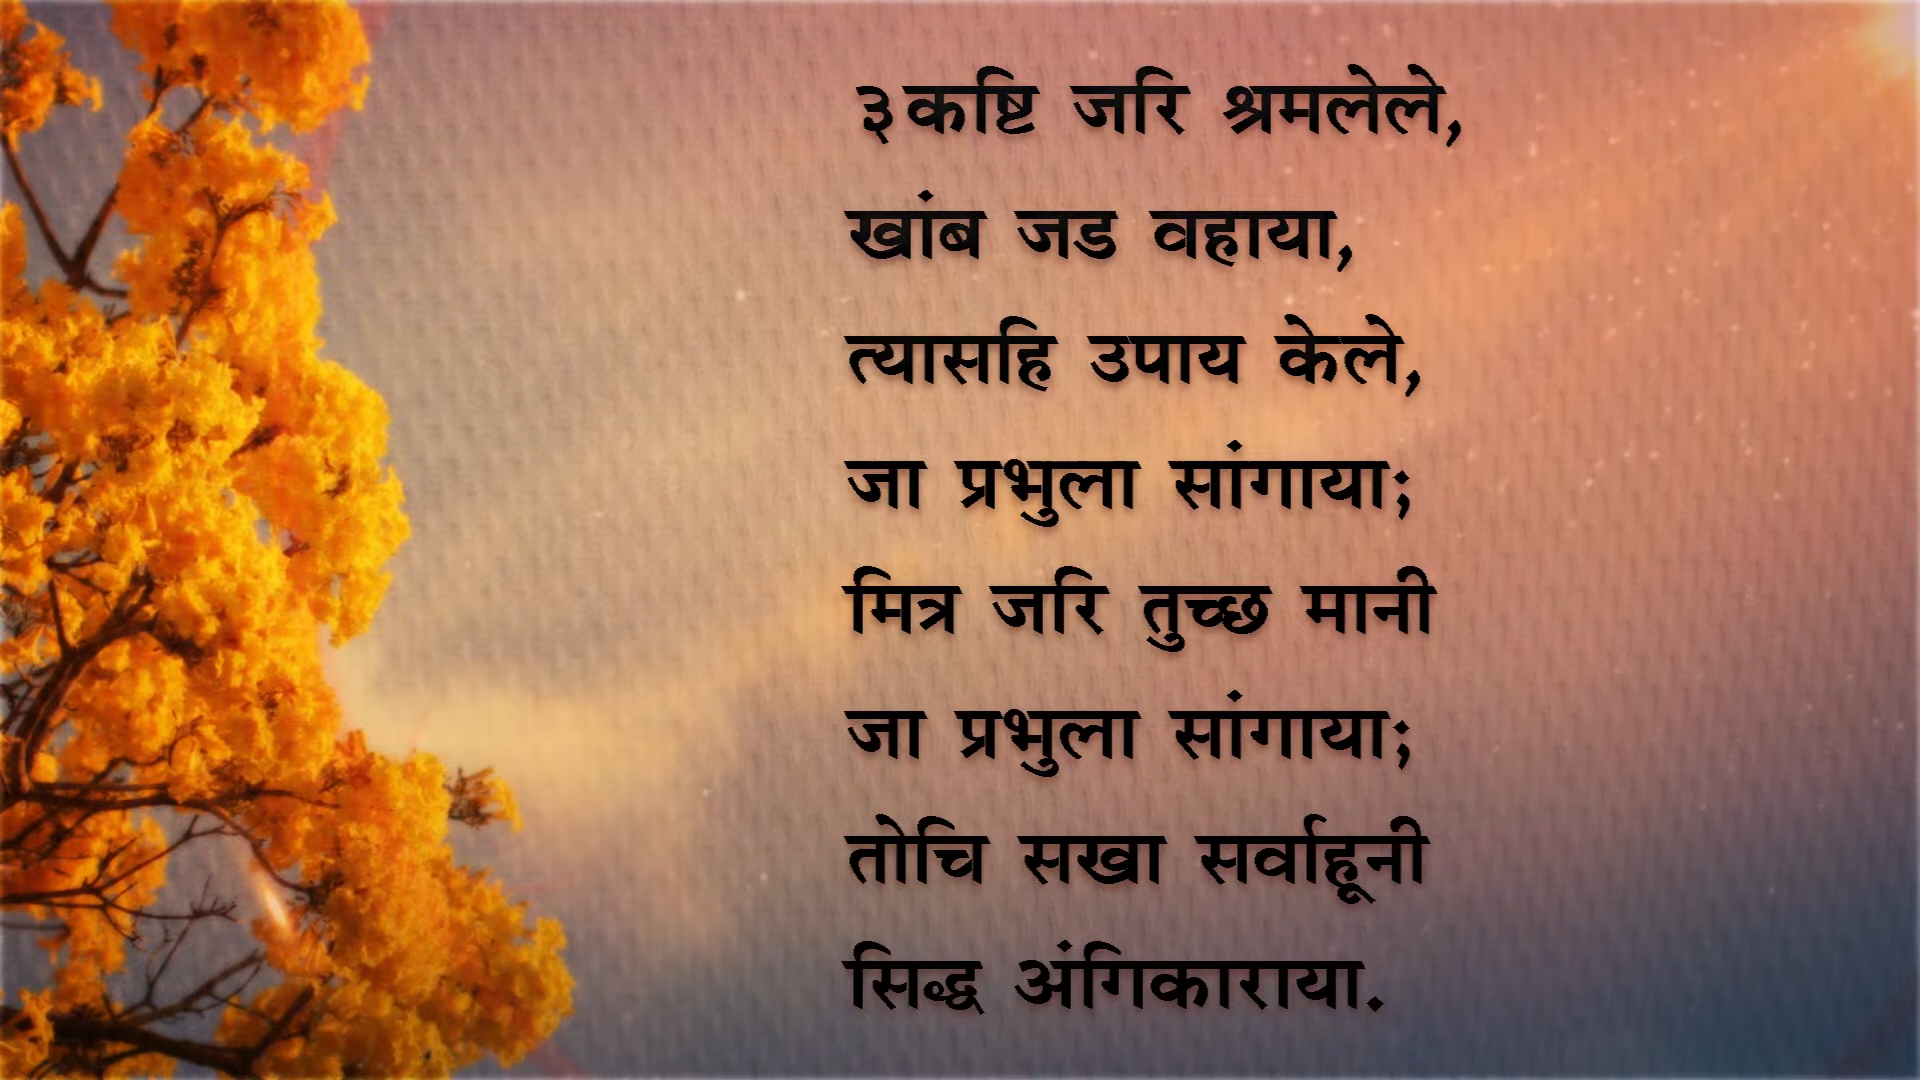 ३कष्टि जरि श्रमलेले,
खांब जड वहाया,
त्यासहि उपाय केले,
जा प्रभुला सांगाया;
मित्र जरि तुच्छ मानी
जा प्रभुला सांगाया;
तोचि सखा सर्वाहूनी
सिद्ध अंगिकाराया.